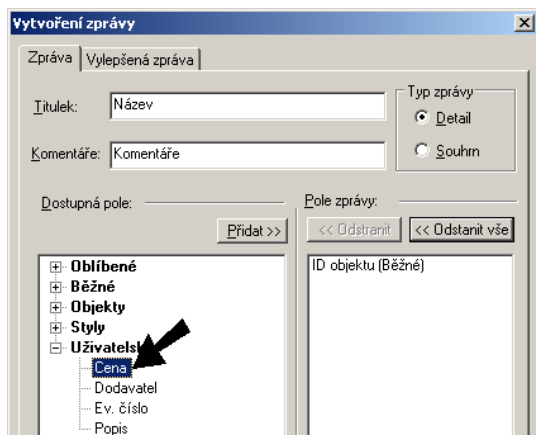 Vytvoření zprávy
Zpráva
Vylepšená zpráva
Titulek:
Název
Komentáře:
Komentáře
Typ zprávy
Detail
Souhrn
Dostupná pole:
Přidat >>
Oblíbené
Běžné
Objekty
Styly
Cena
Dodavatel
Ev. číslo
Popis
Pole zprávy:
<< Odstranit
<< Odstanit vše
ID objektu (Běžné)